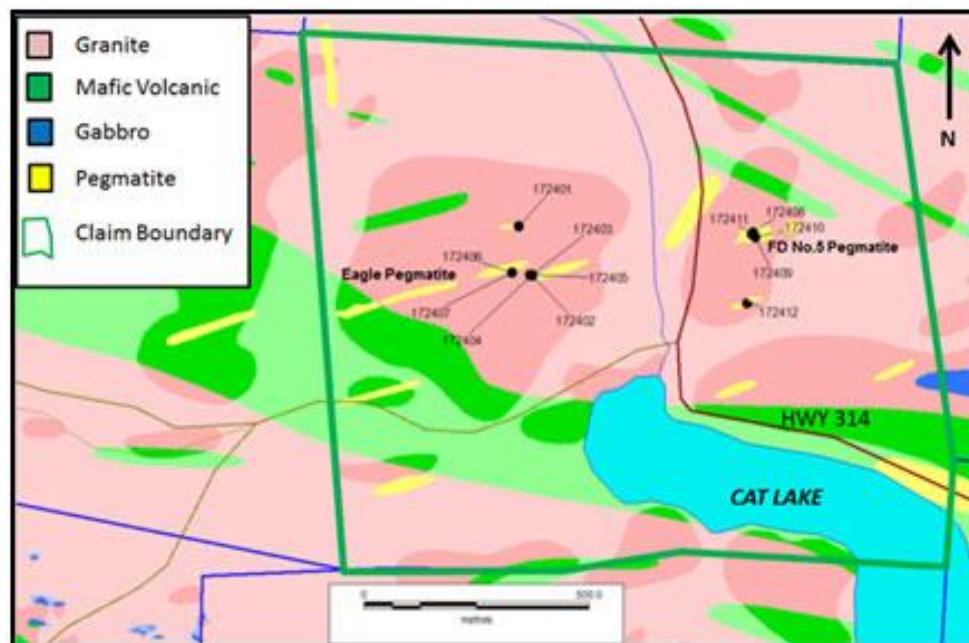 Granite
Mafic Volcanic
Gabbro
Pegmatite
Claim Boundary
N
172401
172403
172406
Eagle Pegmatite
172405
172407
172404
172402
172411
172408
172410
FD No.5 Pegmatite
172409
172412
HWY 314
CAT LAKE
0
500.0
metres